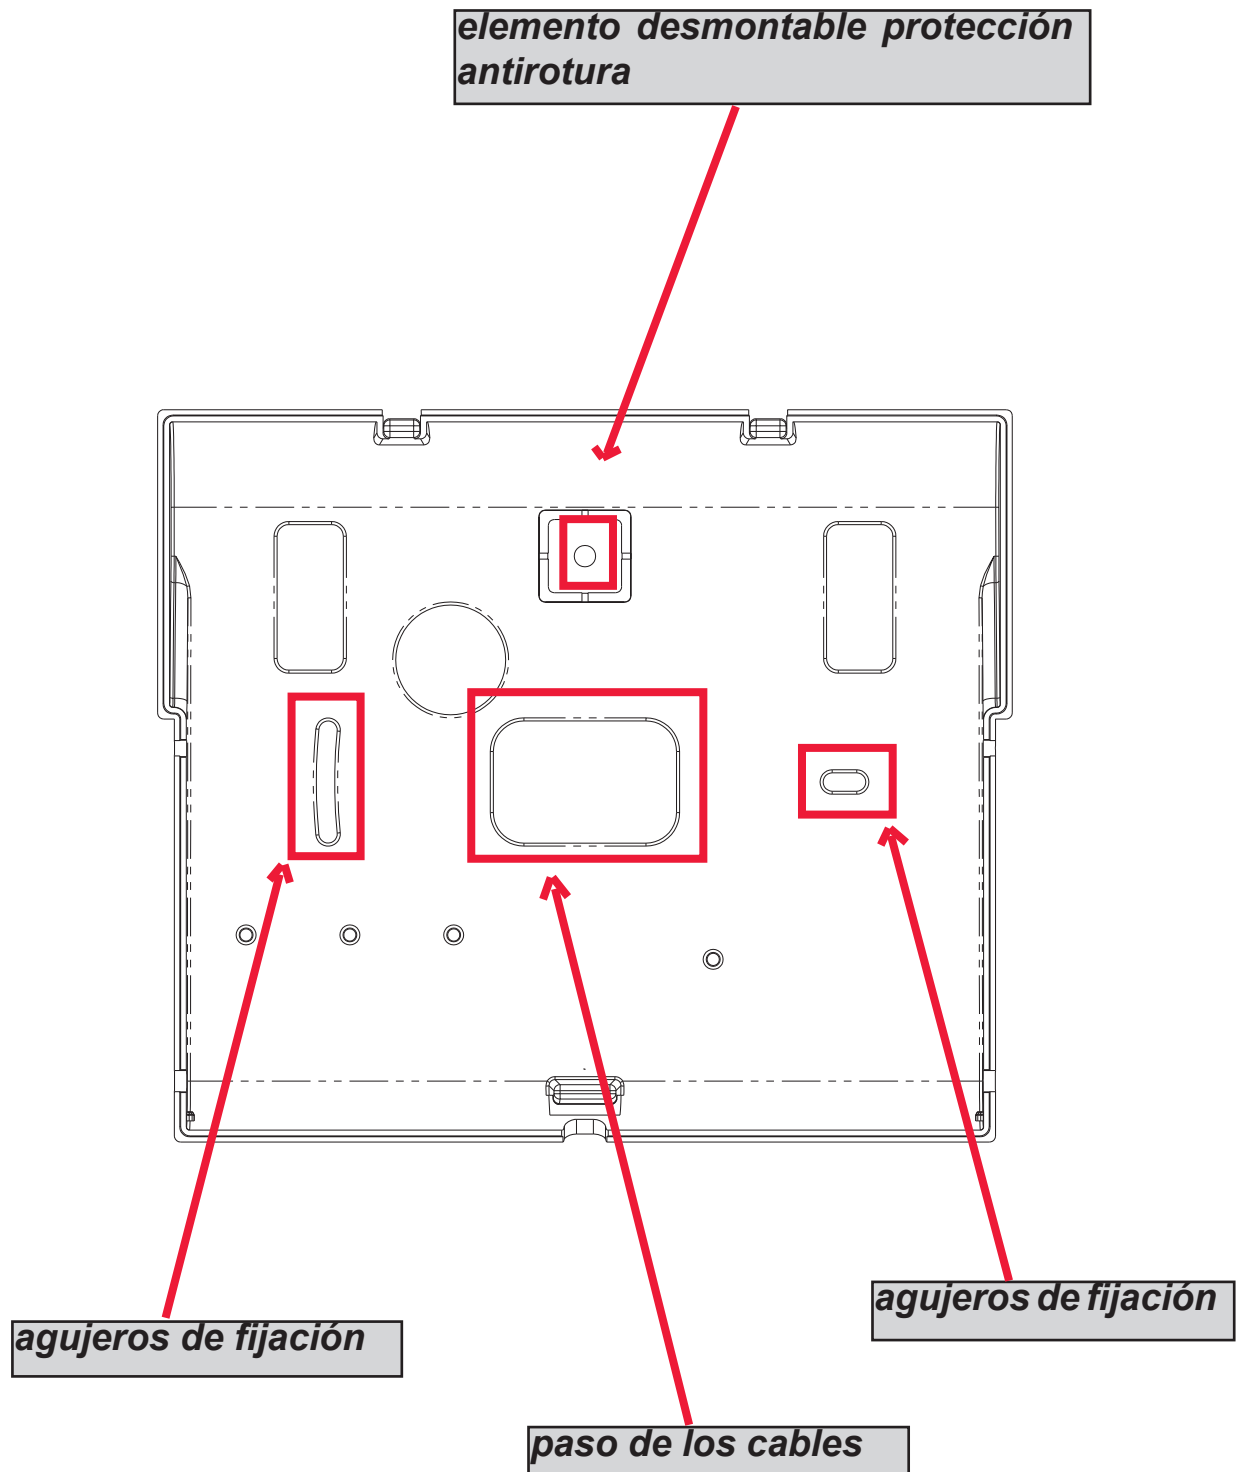 elemento desmontable protección
antirotura
agujeros de fijación
agujeros de fijación
paso de los cables